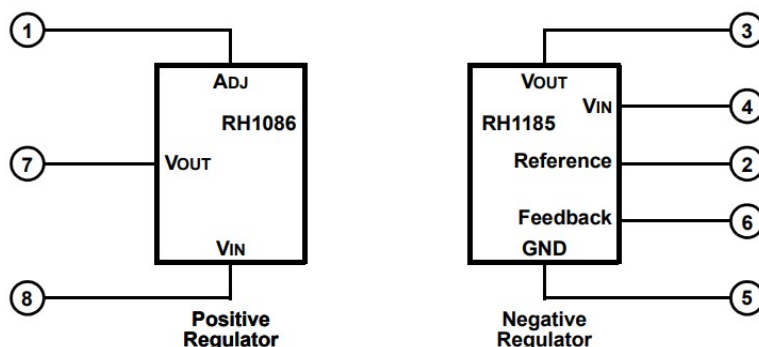 1
ADJ
RH1086
7
VOUT
VIN
8
Positive
Regulator
3
VOUT
VIN
4
RH1185
Reference
2
Feedback
6
GND
5
Negative
Regulator